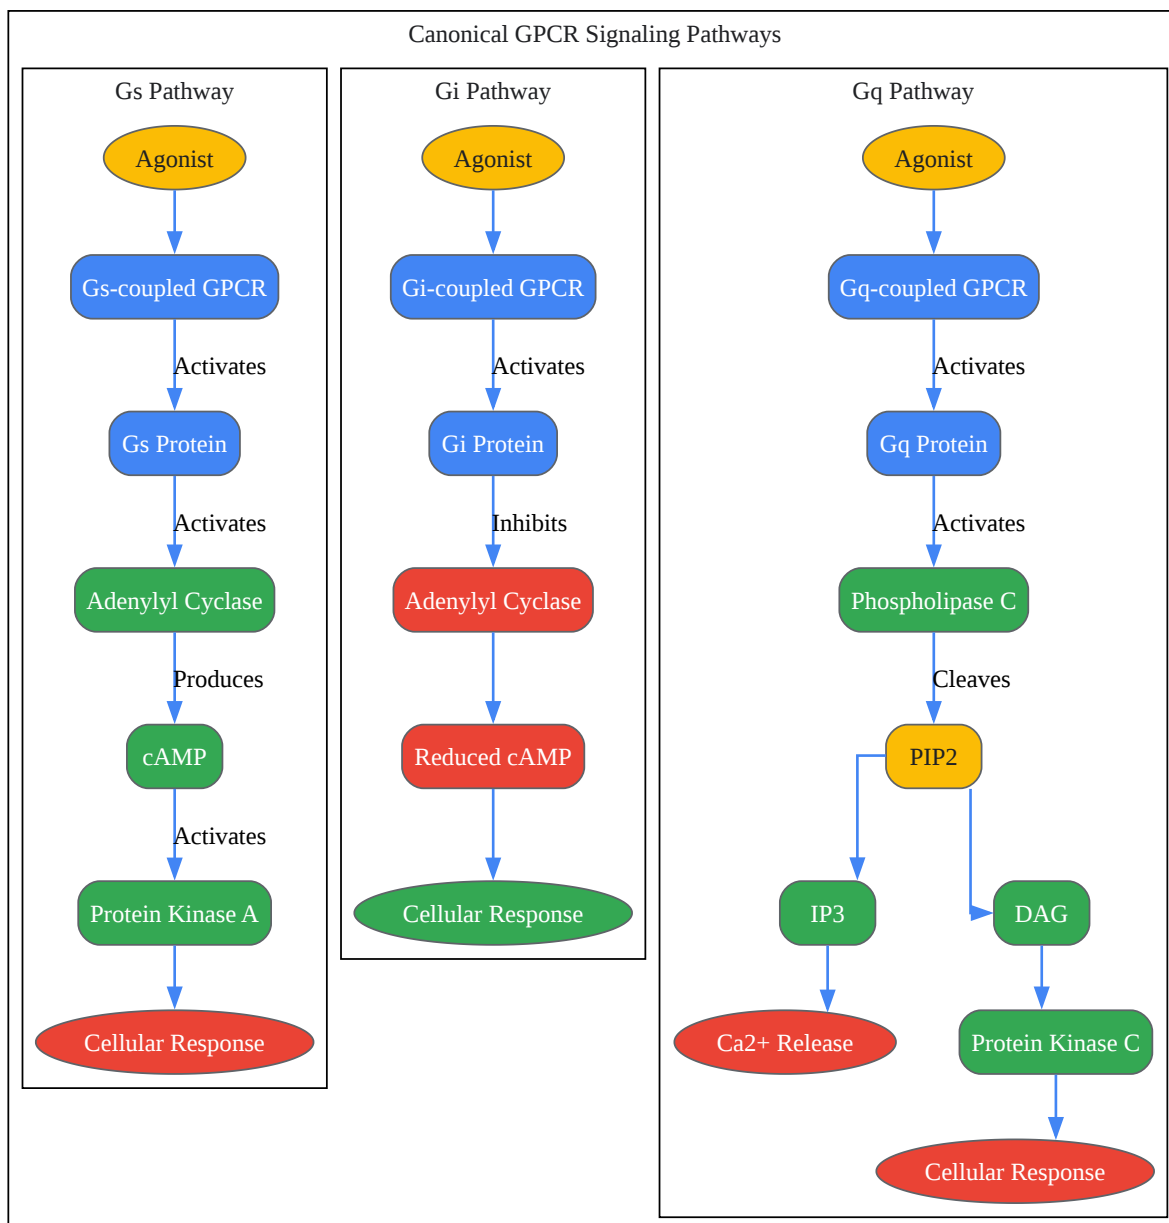 Canonical GPCR Signaling Pathways
Gs Pathway
Agonist
Gs-coupled GPCR
Activates
Gs Protein
Activates
Adenylyl Cyclase
Produces
cAMP
Activates
Protein Kinase A
Cellular Response
Gi Pathway
Agonist
Gi-coupled GPCR
Activates
Gi Protein
Inhibits
Adenylyl Cyclase
Reduced cAMP
Cellular Response
Gq Pathway
Agonist
Gq-coupled GPCR
Activates
Gq Protein
Activates
Phospholipase C
Cleaves
PIP2
IP3
DAG
Ca2+ Release
Protein Kinase C
Cellular Response